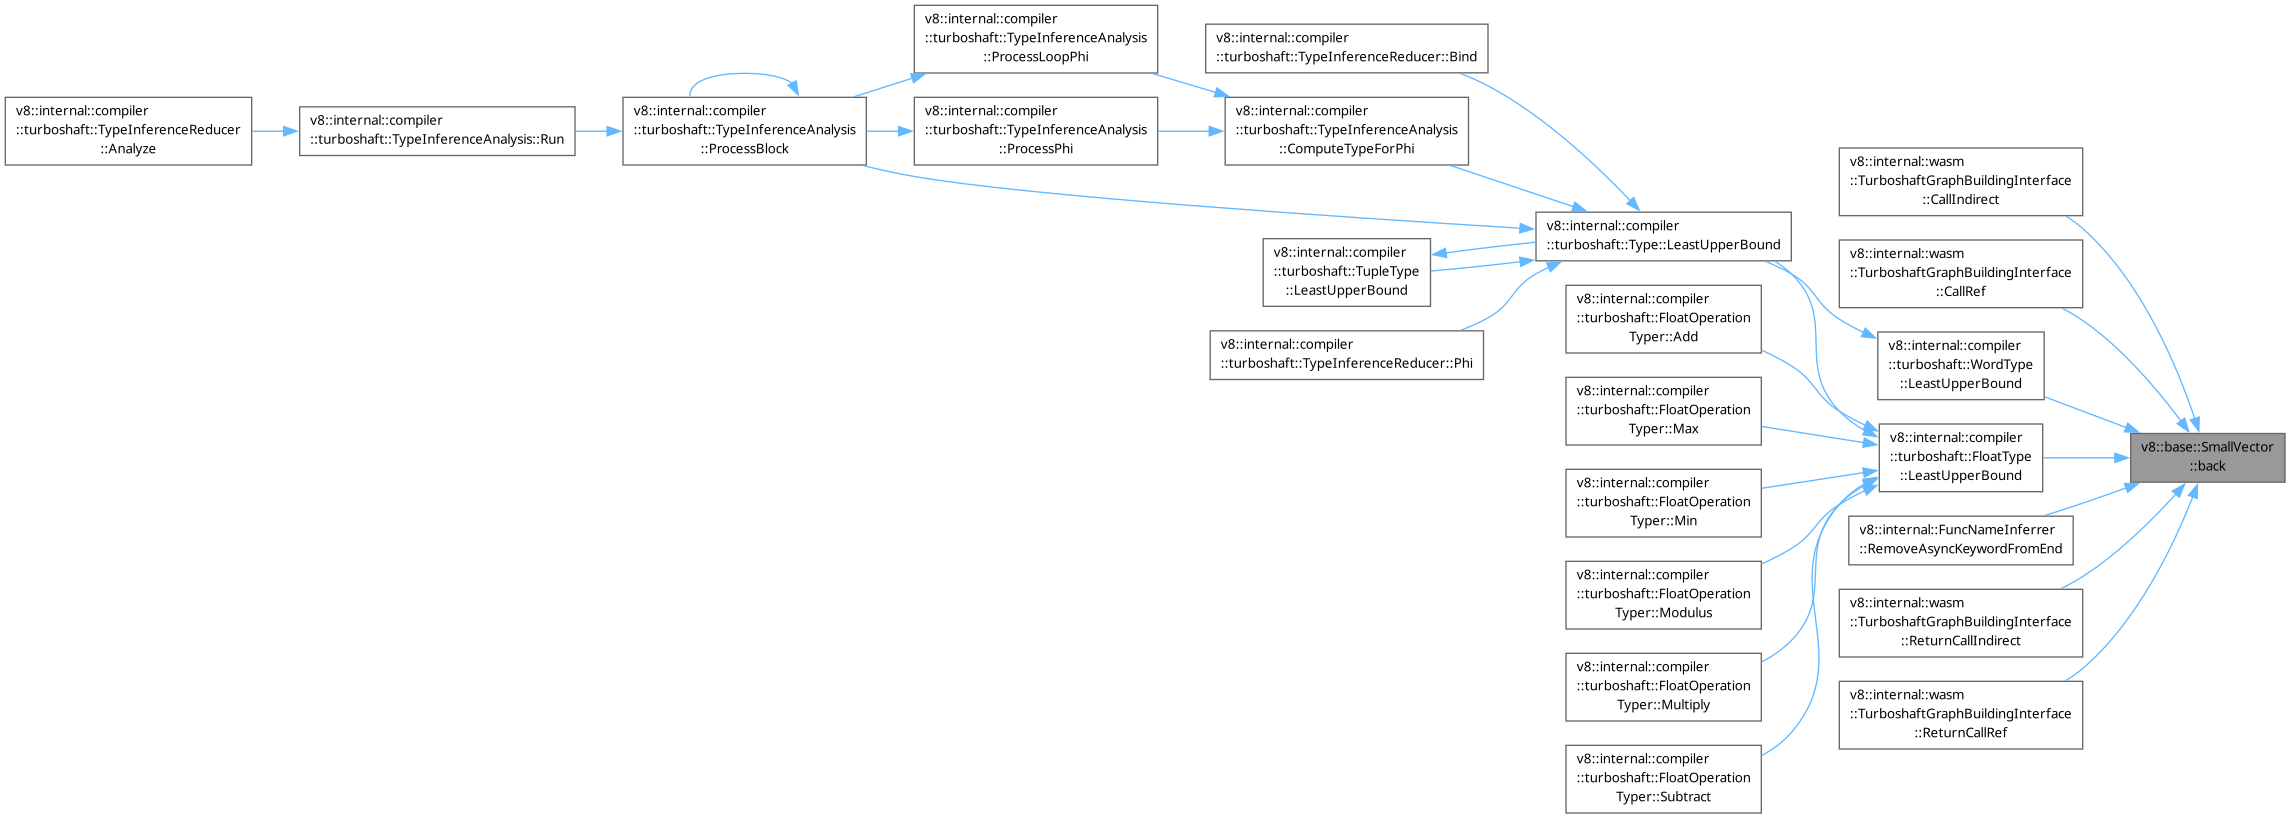 v8::internal::compiler
::turboshaft::TypeInferenceReducer
::Analyze
v8::internal::compiler
::turboshaft::TypeInferenceAnalysis::Run
v8::internal::compiler
::turboshaft::TypeInferenceAnalysis
::ProcessBlock
v8::internal::compiler
::turboshaft::TypeInferenceAnalysis
::ProcessLoopPhi
v8::internal::compiler
::turboshaft::TypeInferenceAnalysis
::ProcessPhi
v8::internal::compiler
::turboshaft::TypeInferenceReducer::Bind
v8::internal::compiler
::turboshaft::TypeInferenceAnalysis
::ComputeTypeForPhi
v8::internal::compiler
::turboshaft::TupleType
::LeastUpperBound
v8::internal::compiler
::turboshaft::TypeInferenceReducer::Phi
v8::internal::compiler
::turboshaft::Type::LeastUpperBound
v8::internal::compiler
::turboshaft::FloatOperation
Typer::Add
v8::internal::compiler
::turboshaft::FloatOperation
Typer::Max
v8::internal::compiler
::turboshaft::FloatOperation
Typer::Min
v8::internal::compiler
::turboshaft::FloatOperation
Typer::Modulus
v8::internal::compiler
::turboshaft::FloatOperation
Typer::Multiply
v8::internal::compiler
::turboshaft::FloatOperation
Typer::Subtract
v8::internal::wasm
::TurboshaftGraphBuildingInterface
::CallIndirect
v8::internal::wasm
::TurboshaftGraphBuildingInterface
::CallRef
v8::internal::compiler
::turboshaft::WordType
::LeastUpperBound
v8::internal::compiler
::turboshaft::FloatType
::LeastUpperBound
v8::internal::FuncNameInferrer
::RemoveAsyncKeywordFromEnd
v8::internal::wasm
::TurboshaftGraphBuildingInterface
::ReturnCallIndirect
v8::internal::wasm
::TurboshaftGraphBuildingInterface
::ReturnCallRef
v8::base::SmallVector
::back